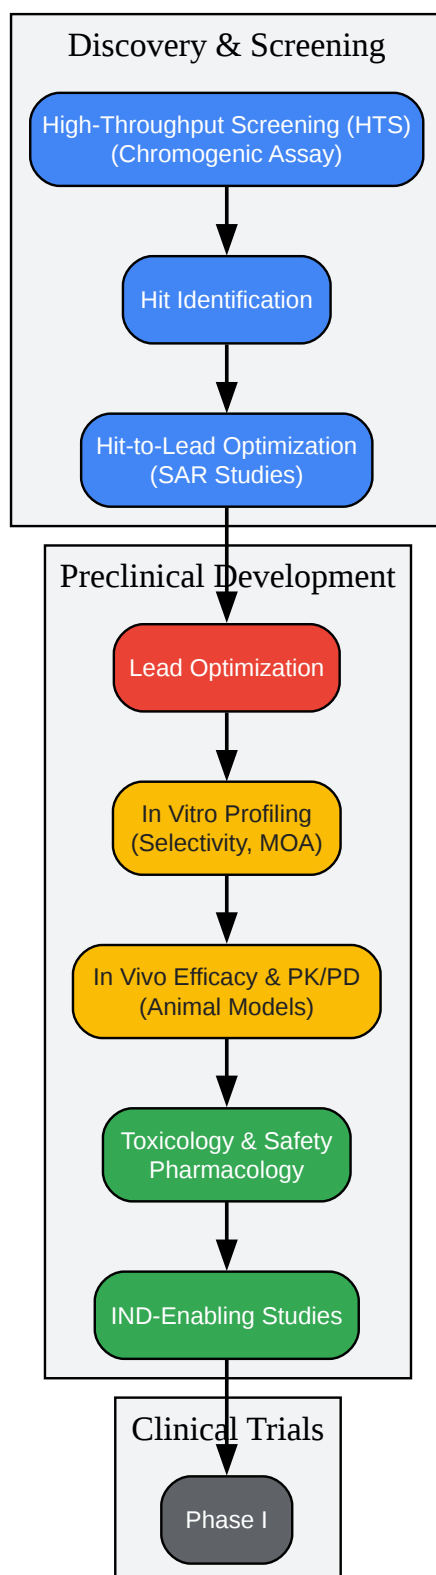 Discovery & Screening
High-Throughput Screening (HTS)
(Chromogenic Assay)
Hit Identification
Hit-to-Lead Optimization
(SAR Studies)
Preclinical Development
Lead Optimization
In Vitro Profiling
(Selectivity, MOA)
In Vivo Efficacy & PK/PD
(Animal Models)
Toxicology & Safety
Pharmacology
IND-Enabling Studies
Clinical Trials
Phase I